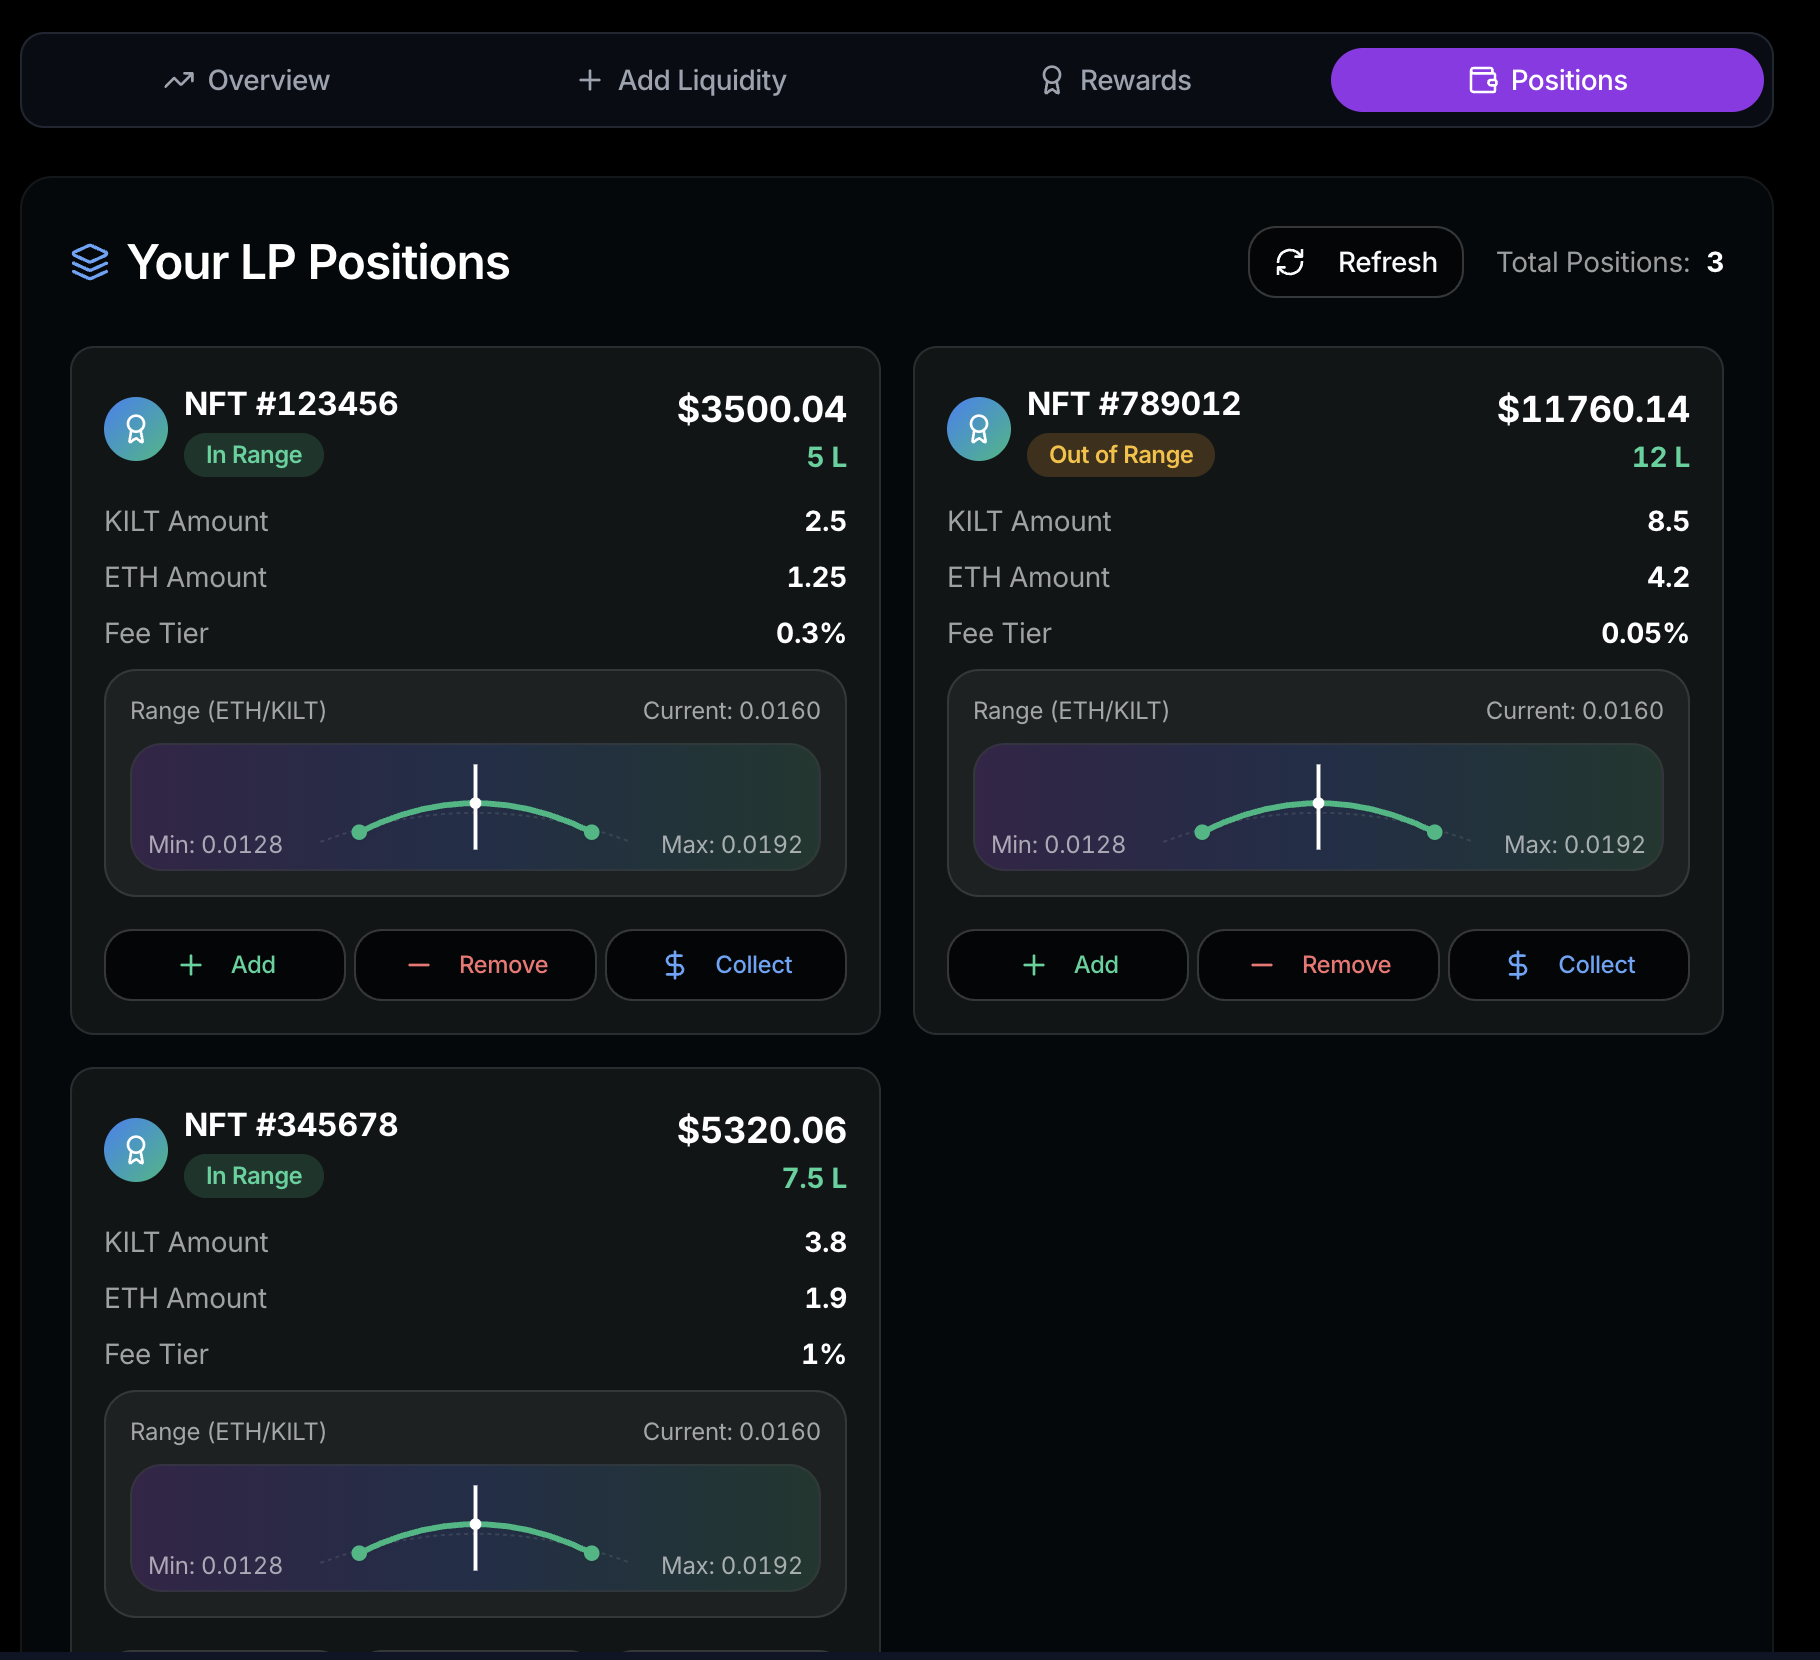 Overview
Add Liquidity
Rewards
Positions
Your LP Positions
Refresh
Total Positions: 3
NFT #123456
$3500.04
In Range
5 L
KILT Amount
2.5
ETH Amount
1.25
Fee Tier
0.3%
Range (ETH/KILT)
Current: 0.0160
Min: 0.0128
Max: 0.0192
Add
Remove
Collect
NFT #789012
$11760.14
Out of Range
12 L
KILT Amount
8.5
ETH Amount
4.2
Fee Tier
0.05%
Range (ETH/KILT)
Current: 0.0160
Min: 0.0128
Max: 0.0192
Add
Remove
Collect
NFT #345678
$5320.06
In Range
7.5 L
KILT Amount
3.8
ETH Amount
1.9
Fee Tier
1%
Range (ETH/KILT)
Current: 0.0160
Min: 0.0128
Max: 0.0192